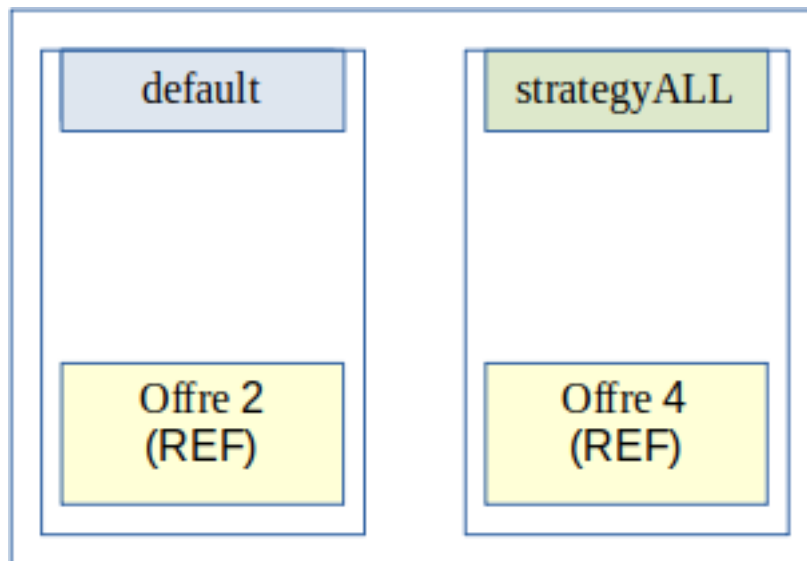 default
strategyALL
Offre 2
(REF)
Offre 4
(REF)